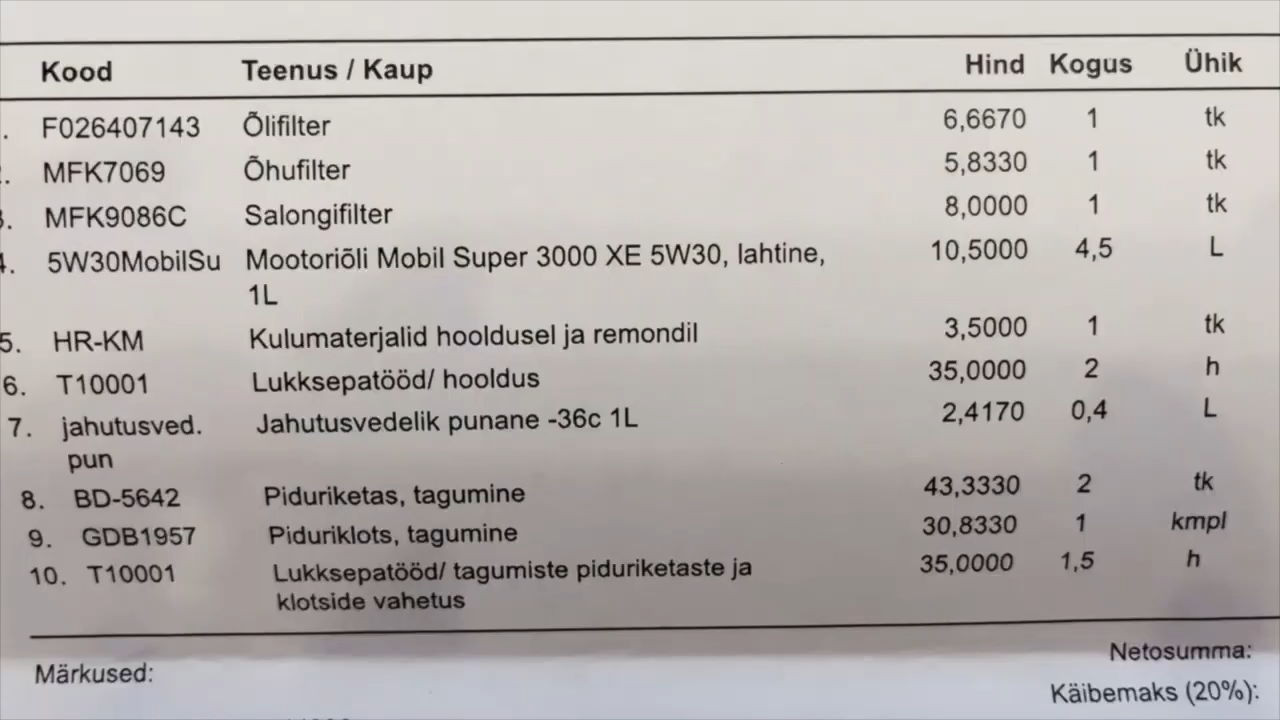 Kood Teenus / Kaup Hind Kogus Ühik
. F026407143 Õlifilter 6,6670 1 tk
. MFK7069 Õhufilter 5,8330 1 tk
3. MFK9086C Salongifilter 8,0000 1 tk
4. 5W30MobilSu Mootoriõli Mobil Super 3000 XE 5W30, lahtine, 10,5000 4,5 L
1L
5. HR-KM Kulumaterjalid hooldusel ja remondil 3,5000 1 tk
6. T10001 Lukksepatööd/ hooldus 35,0000 2 h
7. jahutusved. Jahutusvedelik punane -36c 1L 2,4170 0,4 L
pun
8. BD-5642 Piduriketas, tagumine 43,3330 2 tk
9. GDB1957 Piduriklots, tagumine 30,8330 1 kmpl
10. T10001 Lukksepatööd/ tagumiste piduriketaste ja 35,0000 1,5 h
klotside vahetus
Märkused: Netosumma:
Käibemaks (20%):